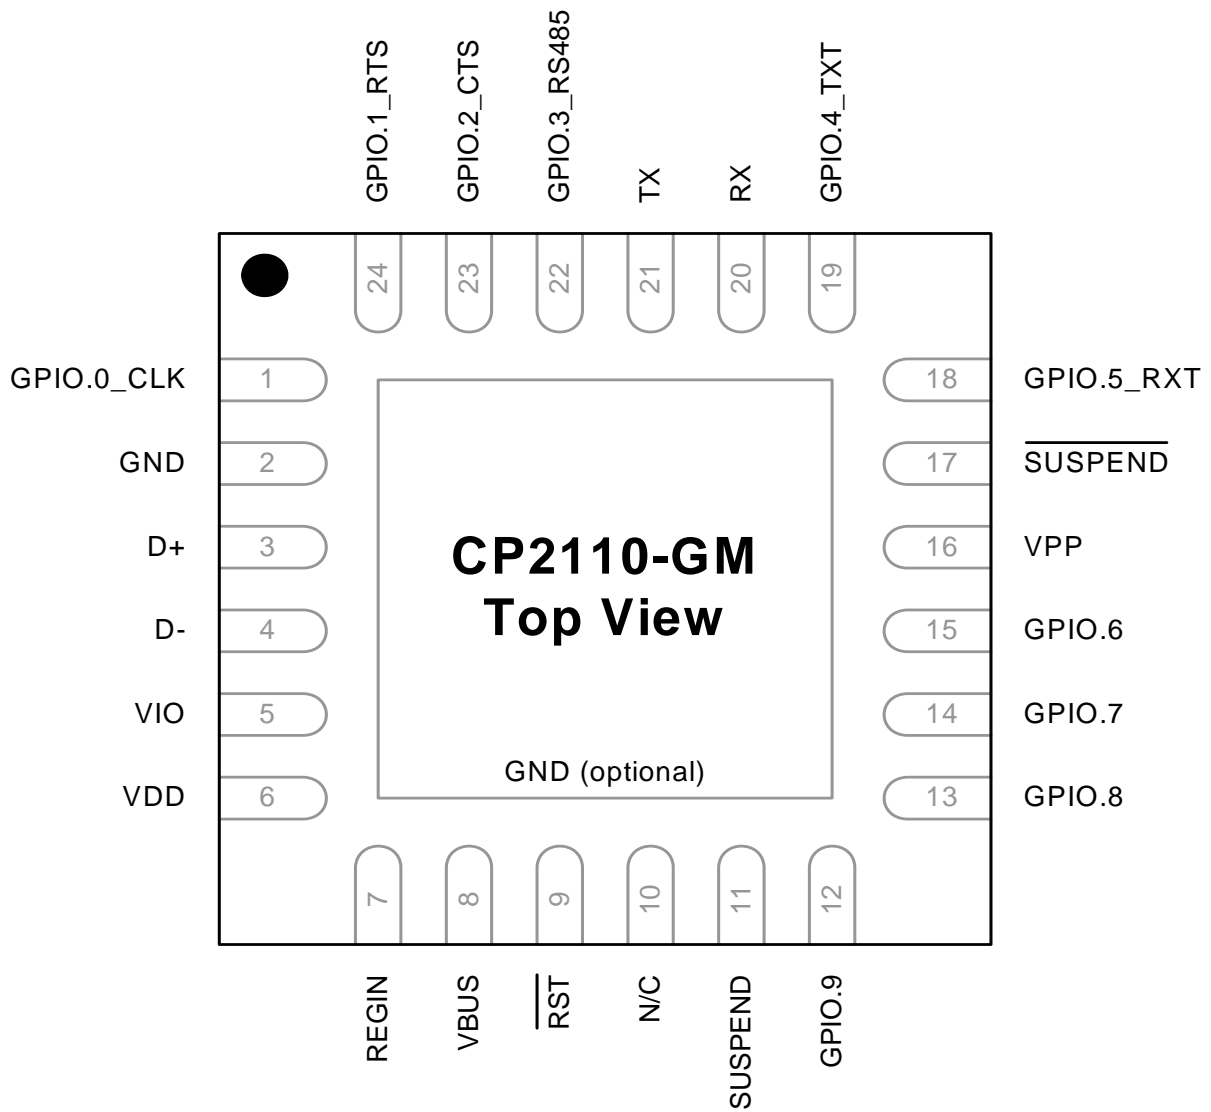 GPIO.1_RTS
GPIO.2_CTS
GPIO.3_RS485
TX
RX
GPIO.4_TXT
24
23
22
21
20
19
GPIO.0_CLK
1
18
GPIO.5_RXT
GND
2
17
SUSPEND
D+
3
16
VPP
D-
4
15
GPIO.6
VIO
5
14
GPIO.7
VDD
6
13
GPIO.8
CP2110-GM
Top View
GND (optional)
7
8
9
10
11
12
REGIN
VBUS
RST
N/C
SUSPEND
GPIO.9